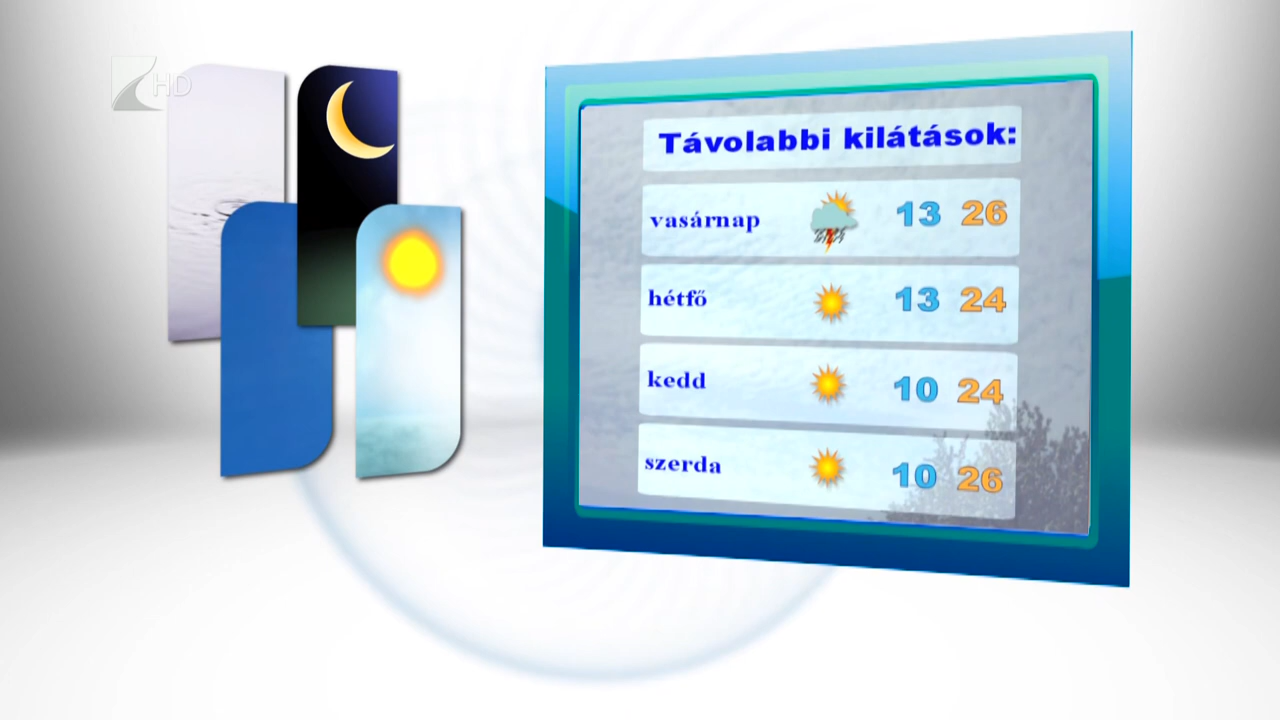 HD
Távolabbi kilátások:
vasárnap 13 26
hétfő 13 24
kedd 10 24
szerda 10 26